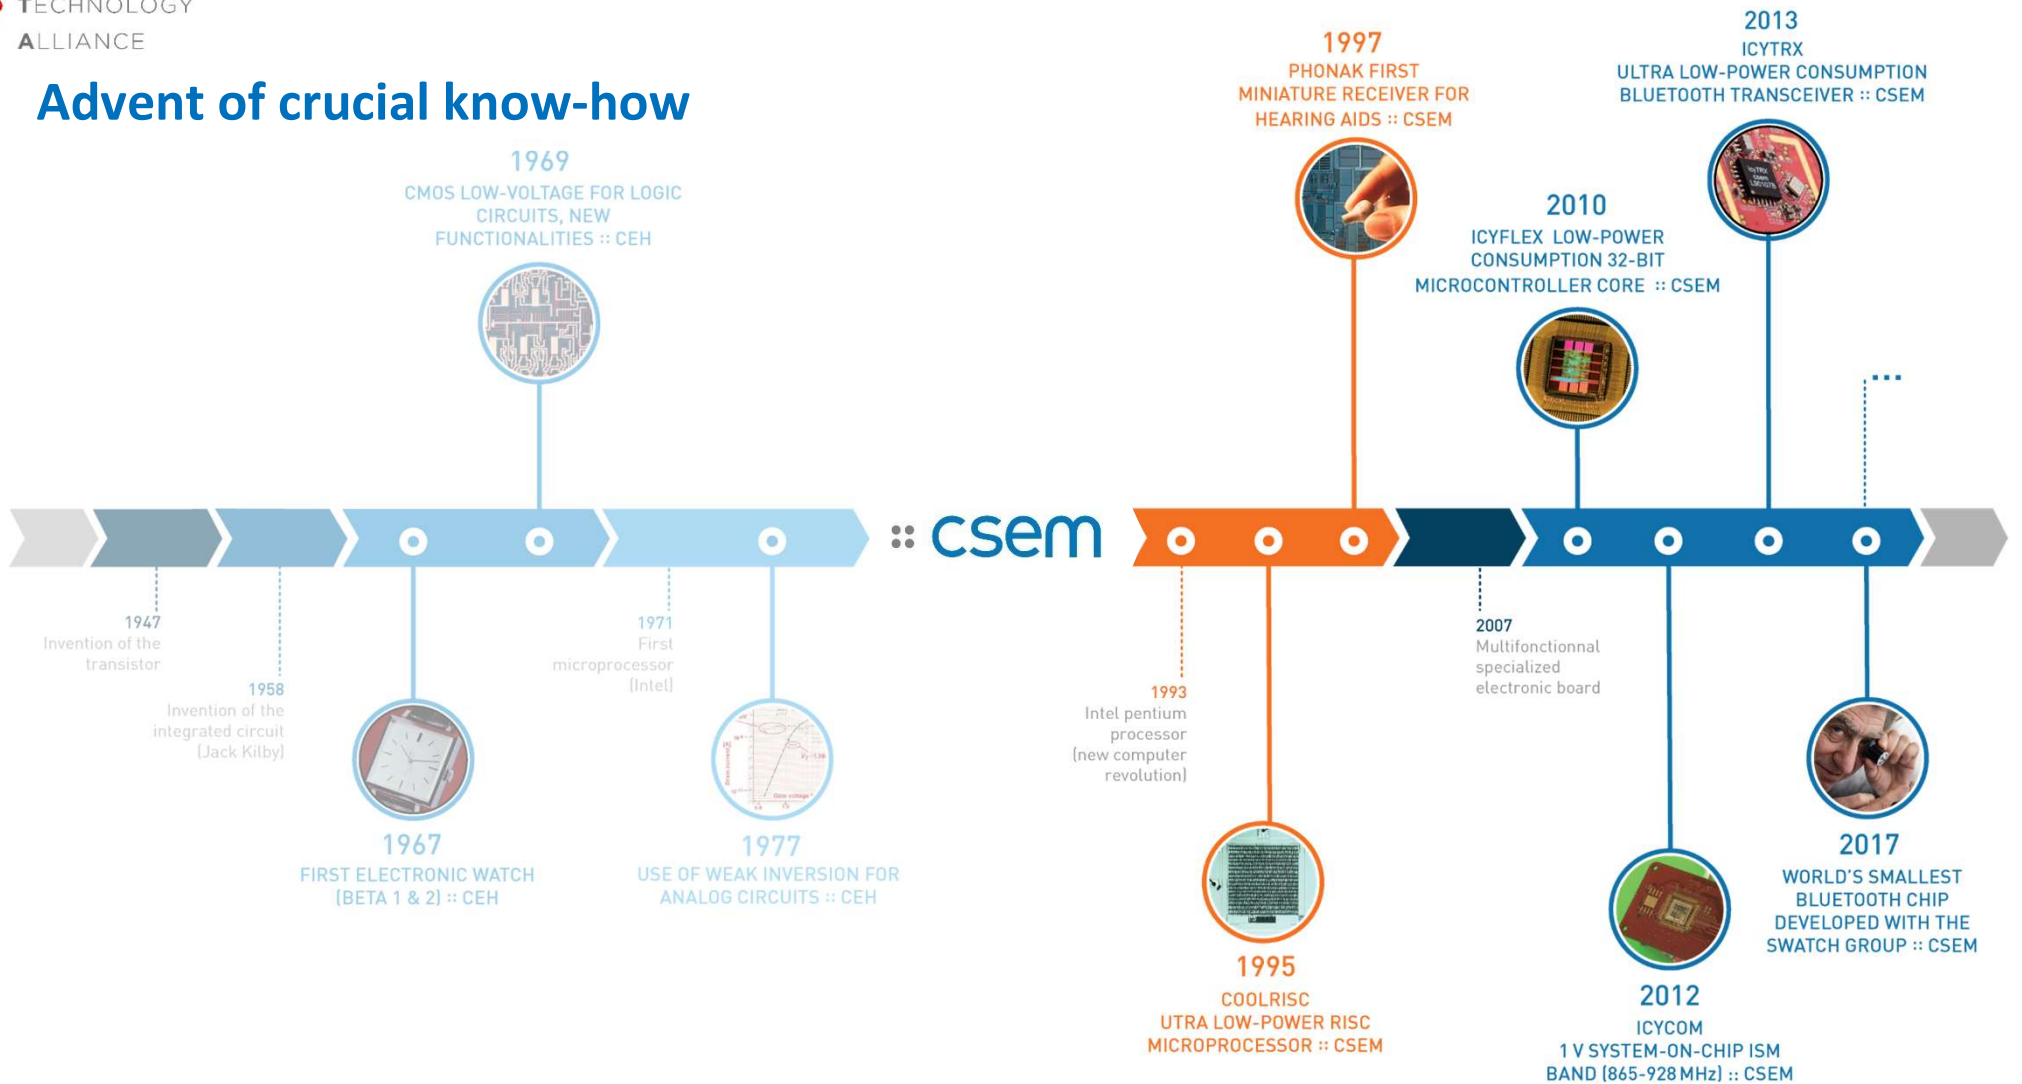 TECHNOLOGY
ALLIANCE
Advent of crucial know-how
1969
CMOS LOW-VOLTAGE FOR LOGIC
CIRCUITS, NEW
FUNCTIONALITIES :: CEH
1997
PHONAK FIRST
MINIATURE RECEIVER FOR
HEARING AIDS :: CSEM
2010
ICYFLEX LOW-POWER
CONSUMPTION 32-BIT
MICROCONTROLLER CORE :: CSEM
2013
ICYTRX
ULTRA LOW-POWER CONSUMPTION
BLUETOOTH TRANSCEIVER :: CSEM
icyTRX
csem
...
:: csem
1947
Invention of the
transistor
1958
Invention of the
integrated circuit
(Jack Kilby)
1967
FIRST ELECTRONIC WATCH
(BETA 1 & 2) :: CEH
1971
First
microprocessor
(Intel)
Gate voltage
1977
USE OF WEAK INVERSION FOR
ANALOG CIRCUITS :: CEH
1993
Intel pentium
processor
(new computer
revolution)
1995
COOLRISC
UTRA LOW-POWER RISC
MICROPROCESSOR :: CSEM
2007
Multifonctionnal
specialized
electronic board
2012
ICYCOM
1 V SYSTEM-ON-CHIP ISM
BAND (865-928 MHz) :: CSEM
2017
WORLD'S SMALLEST
BLUETOOTH CHIP
DEVELOPED WITH THE
SWATCH GROUP :: CSEM